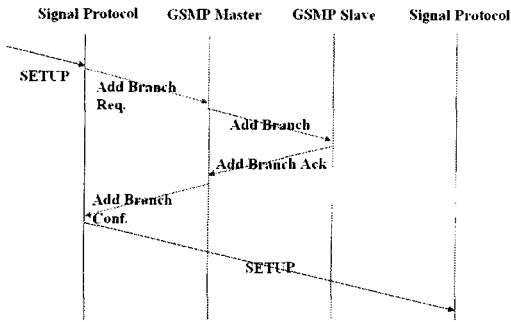 Signal Protocol GSMP Master GSMP Slave Signal Protocol
SETUP
Add Branch
Req.
Add Branch
Add Branch Ack
Add Branch
Conf.
SETUP